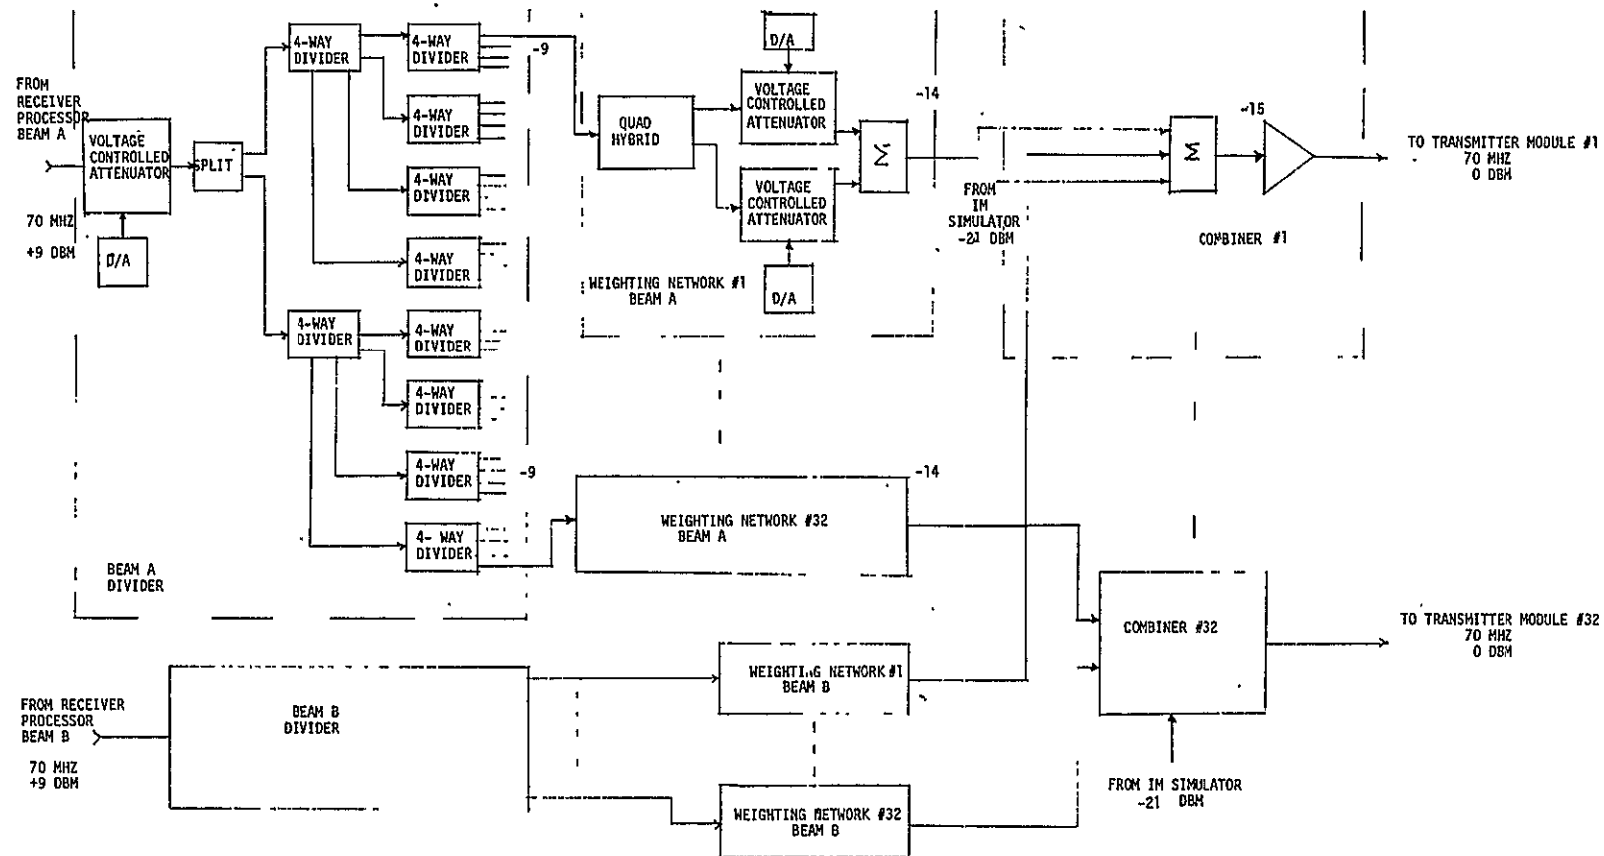 FROM
RECEIVER
PROCESSOR
BEAM A
VOLTAGE
CONTROLLED
ATTENUATOR
70 MHZ
+9 DBM
D/A
SPLIT
4-WAY
DIVIDER
4-WAY
DIVIDER
4-WAY
DIVIDER
4-WAY
DIVIDER
4-WAY
DIVIDER
4-WAY
DIVIDER
4-WAY
DIVIDER
4-WAY
DIVIDER
4-WAY
DIVIDER
4- WAY
DIVIDER
-9
-9
BEAM A
DIVIDER
QUAD
HYBRID
D/A
VOLTAGE
CONTROLLED
ATTENUATOR
VOLTAGE
CONTROLLED
ATTENUATOR
D/A
Σ
-14
WEIGHTING NETWORK #1
BEAM A
FROM
IM
SIMULATOR
-21 DBM
Σ
-15
COMBINER #1
TO TRANSMITTER MODULE #1
70 MHZ
0 DBM
WEIGHTING NETWORK #32
BEAM A
-14
COMBINER #32
TO TRANSMITTER MODULE #32
70 MHZ
0 DBM
FROM RECEIVER
PROCESSOR
BEAM B
70 MHZ
+9 DBM
BEAM B
DIVIDER
WEIGHTING NETWORK #1
BEAM B
WEIGHTING NETWORK #32
BEAM B
FROM IM SIMULATOR
-21 DBM